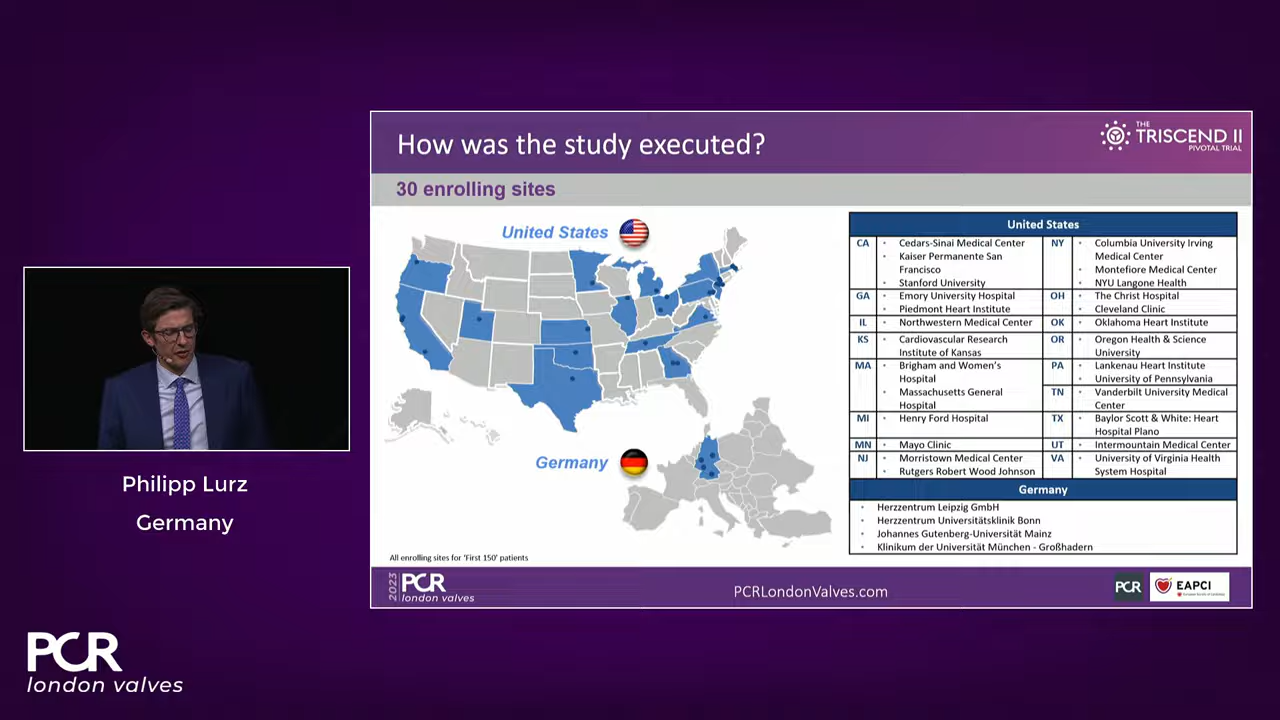 How was the study executed?
THE
TRISCEND II
PIVOTAL TRIAL
30 enrolling sites
United States
Germany
All enrolling sites for 'First 150' patients
United States
CA
• Cedars-Sinai Medical Center
• Kaiser Permanente San
Francisco
• Stanford University
NY
• Columbia University Irving
Medical Center
• Montefiore Medical Center
• NYU Langone Health
GA
• Emory University Hospital
• Piedmont Heart Institute
OH
• The Christ Hospital
• Cleveland Clinic
IL
• Northwestern Medical Center
OK
• Oklahoma Heart Institute
KS
• Cardiovascular Research
Institute of Kansas
OR
• Oregon Health & Science
University
MA
• Brigham and Women's
Hospital
• Massachusetts General
Hospital
PA
• Lankenau Heart Institute
• University of Pennsylvania
TN
• Vanderbilt University Medical
Center
MI
• Henry Ford Hospital
TX
• Baylor Scott & White: Heart
Hospital Plano
MN
• Mayo Clinic
UT
• Intermountain Medical Center
NJ
• Morristown Medical Center
• Rutgers Robert Wood Johnson
VA
• University of Virginia Health
System Hospital
Germany
• Herzzentrum Leipzig GmbH
• Herzzentrum Universitätsklinik Bonn
• Johannes Gutenberg-Universität Mainz
• Klinikum der Universität München - Großhadern
2023
PCR
london valves
PCRLondonValves.com
PCR
EAPCI
Philipp Lurz
Germany
PCR
london valves